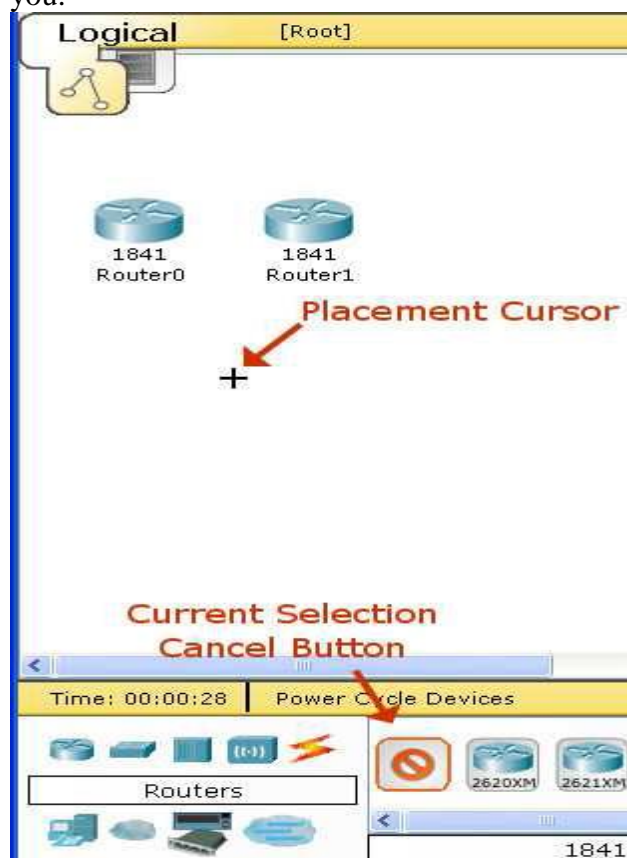 you.
Logical [Root]
1841 1841
Router0 Router1
Placement Cursor
Current Selection
Cancel Button
Time: 00:00:28 Power Cycle Devices
2620XM 2621XM
Routers
1841